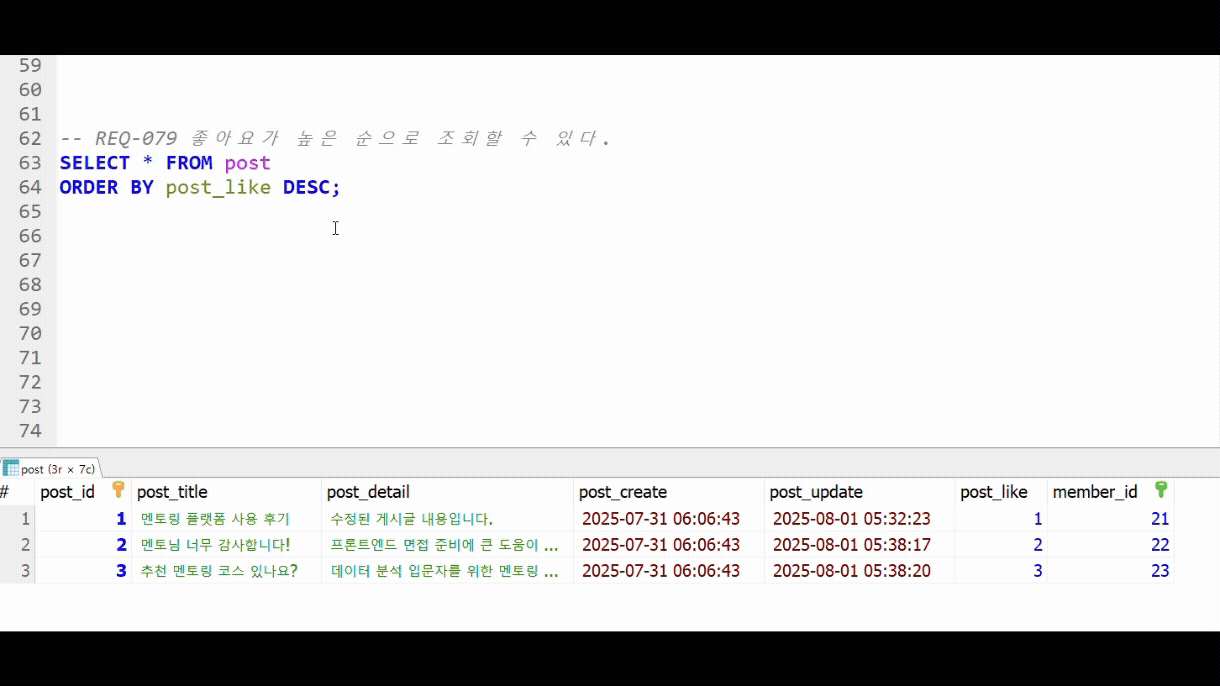 59
60
61
62 -- REQ-079 좋아요가 높은 순으로 조회할 수 있다.
63 SELECT * FROM post
64 ORDER BY post_like DESC;
65
66
67
68
69
70
71
72
73
74
post (3r × 7c)
# post_id post_title post_detail post_create post_update post_like member_id
1 1 멘토링 플랫폼 사용 후기 수정된 게시글 내용입니다. 2025-07-31 06:06:43 2025-08-01 05:32:23 1 21
2 2 멘토님 너무 감사합니다! 프론트엔드 면접 준비에 큰 도움이 ... 2025-07-31 06:06:43 2025-08-01 05:38:17 2 22
3 3 추천 멘토링 코스 있나요? 데이터 분석 입문자를 위한 멘토링 ... 2025-07-31 06:06:43 2025-08-01 05:38:20 3 23